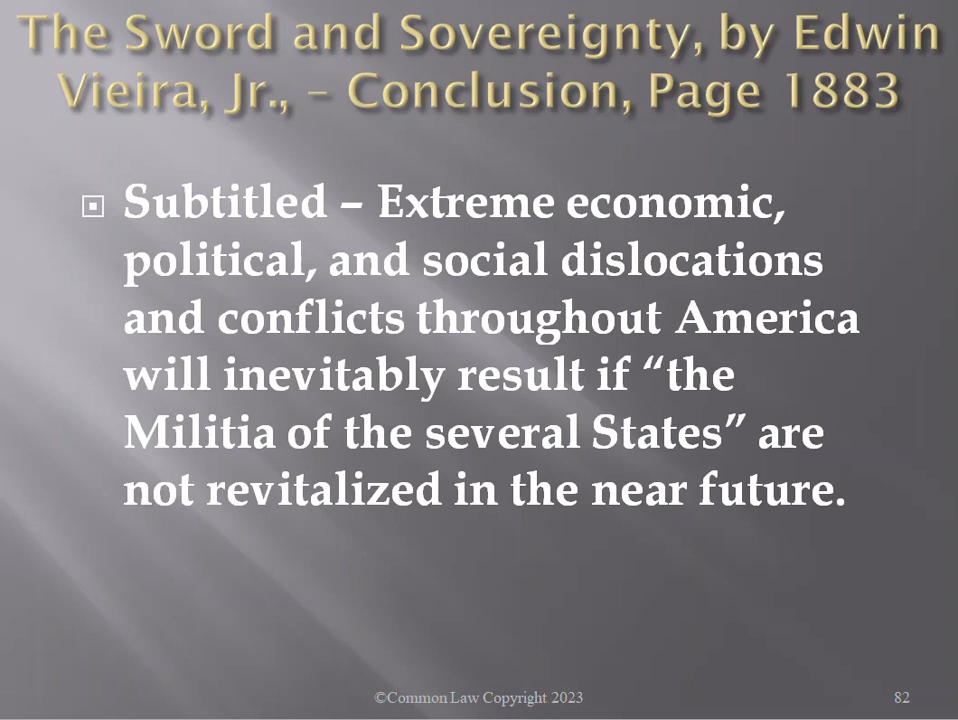 The Sword and Sovereignty, by Edwin
Vieira, Jr., – Conclusion, Page 1883
Subtitled – Extreme economic,
political, and social dislocations
and conflicts throughout America
will inevitably result if “the
Militia of the several States” are
not revitalized in the near future.
©Common Law Copyright 2023
82